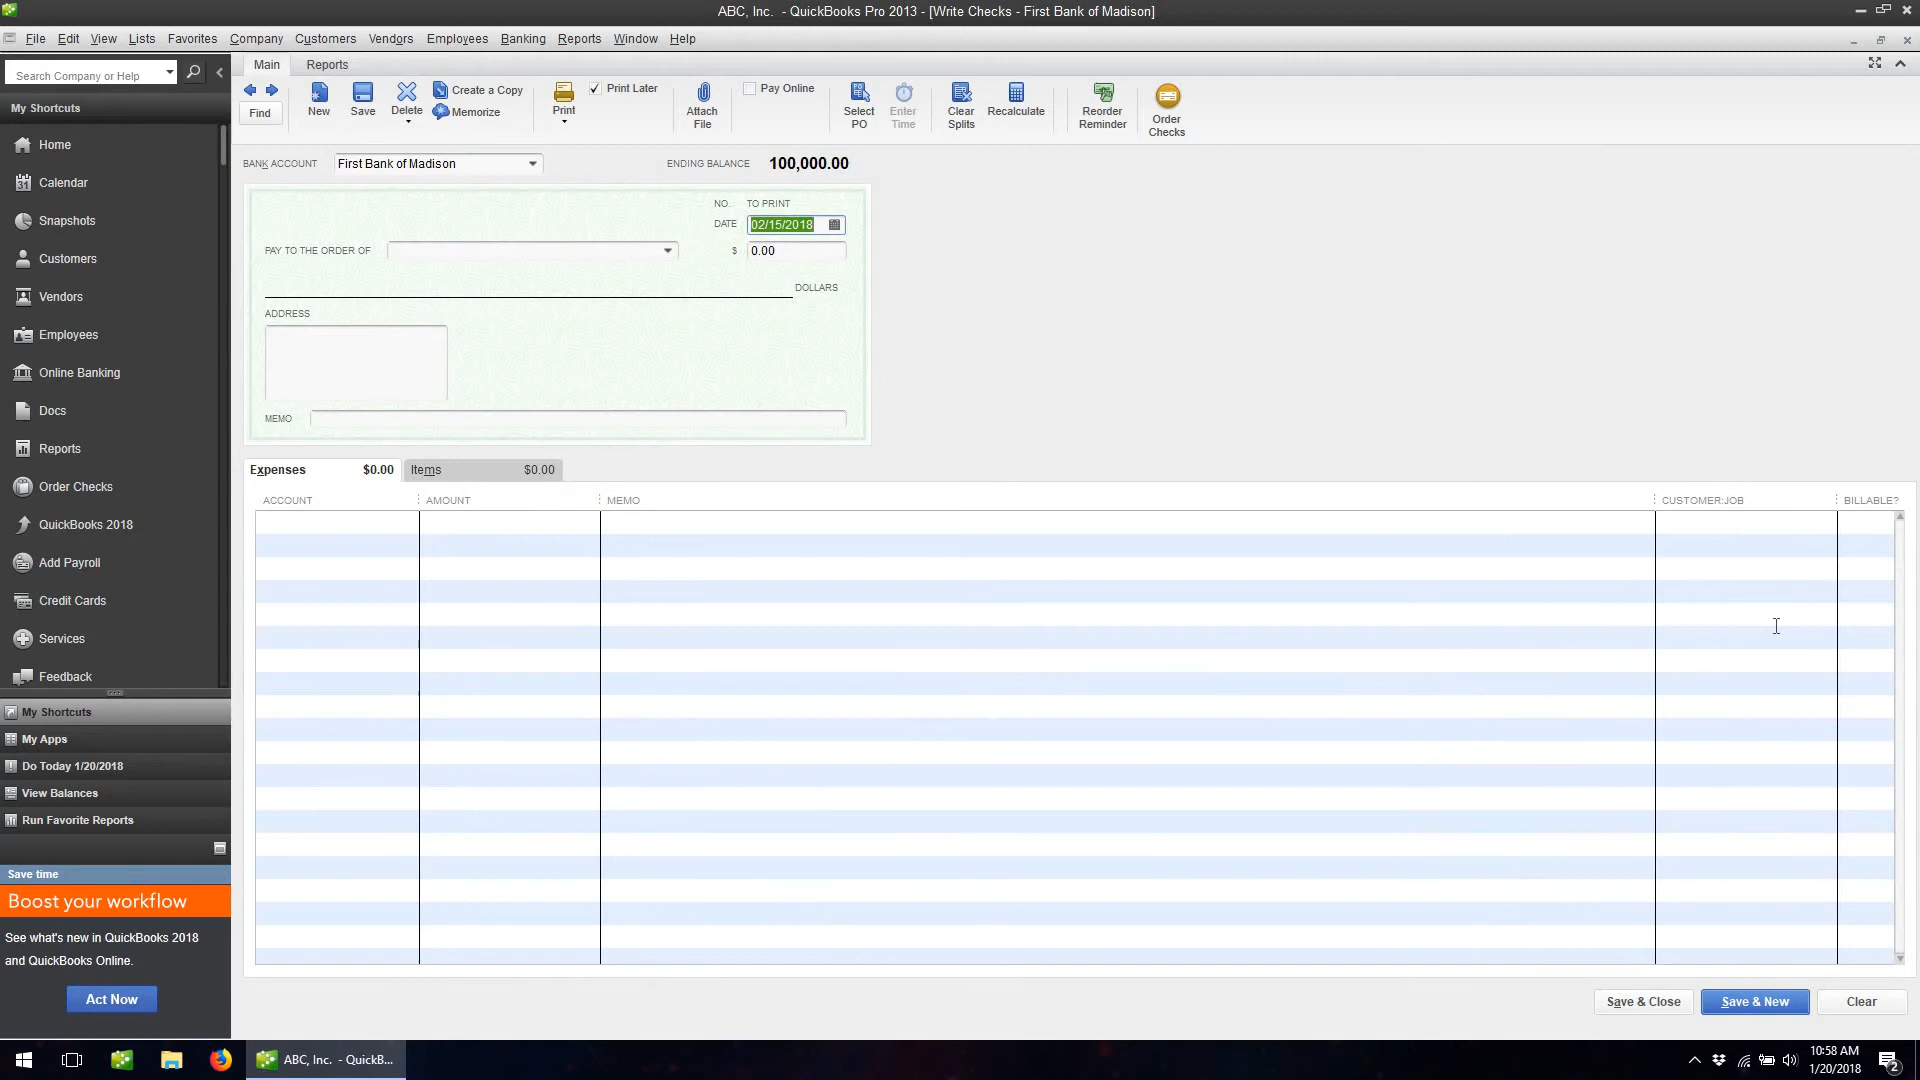 ABC, Inc. - QuickBooks Pro 2013 - [Write Checks - First Bank of Madison]
File Edit View Lists Favorites Company Customers Vendors Employees Banking Reports Window Help
Search Company or Help
My Shortcuts
Home
31
Calendar
Snapshots
Customers
Vendors
Employees
Online Banking
Docs
Reports
Order Checks
QuickBooks 2018
Add Payroll
Credit Cards
Services
Feedback
My Shortcuts
My Apps
Do Today 1/20/2018
View Balances
Run Favorite Reports
Save time
Boost your workflow
See what's new in QuickBooks 2018
and QuickBooks Online.
Act Now
Main Reports
Find
New
Save
Delete
Create a Copy
Memorize
Print
Print Later
Attach
File
Pay Online
Select
PO
Enter
Time
Clear
Splits
Recalculate
Reorder
Reminder
Order
Checks
BANK ACCOUNT First Bank of Madison ENDING BALANCE 100,000.00
NO. TO PRINT
DATE 02/15/2018
PAY TO THE ORDER OF $ 0.00
DOLLARS
ADDRESS
MEMO
Expenses $0.00 Items $0.00
ACCOUNT AMOUNT MEMO CUSTOMER:JOB BILLABLE?
Save & Close Save & New Clear
ABC, Inc. - QuickB...
10:58 AM
1/20/2018
2